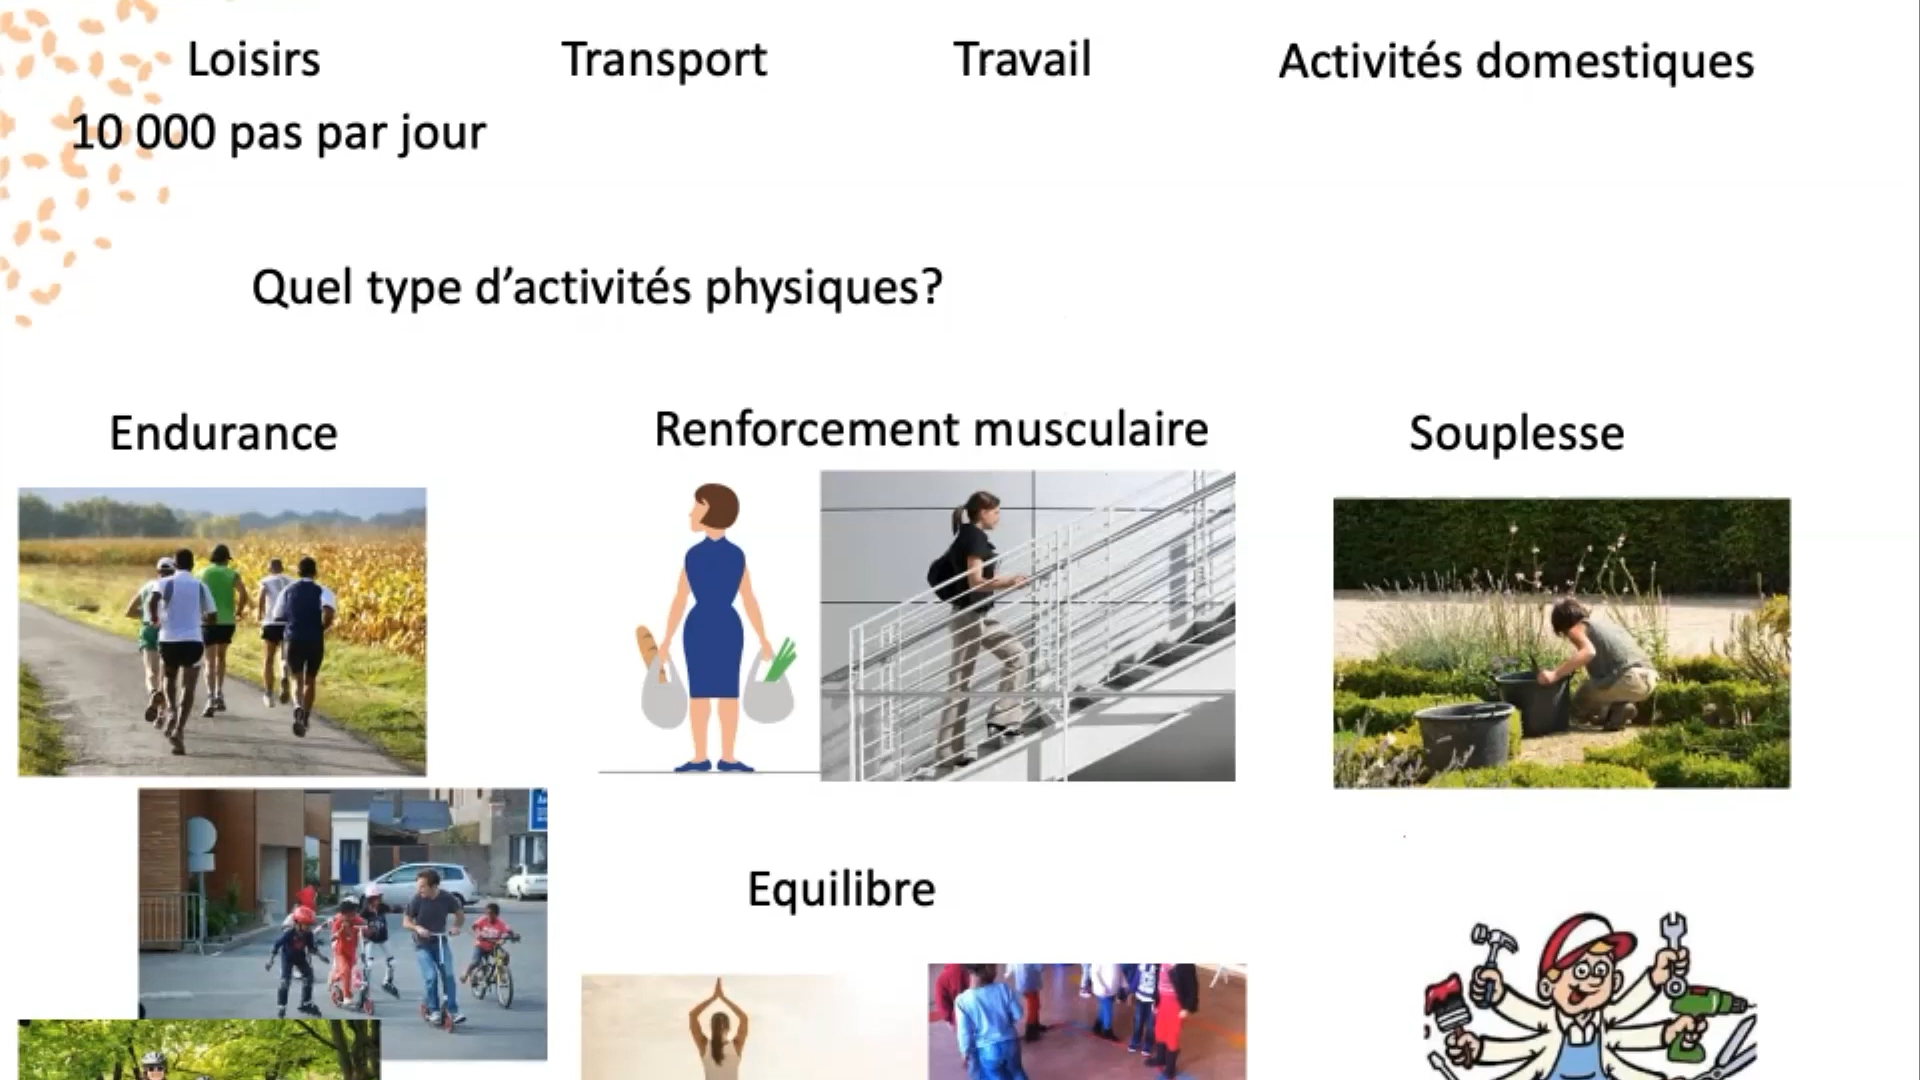 Loisirs
Transport
Travail
Activités domestiques
10 000 pas par jour
Quel type d’activités physiques?
Endurance
Renforcement musculaire
Souplesse
Equilibre